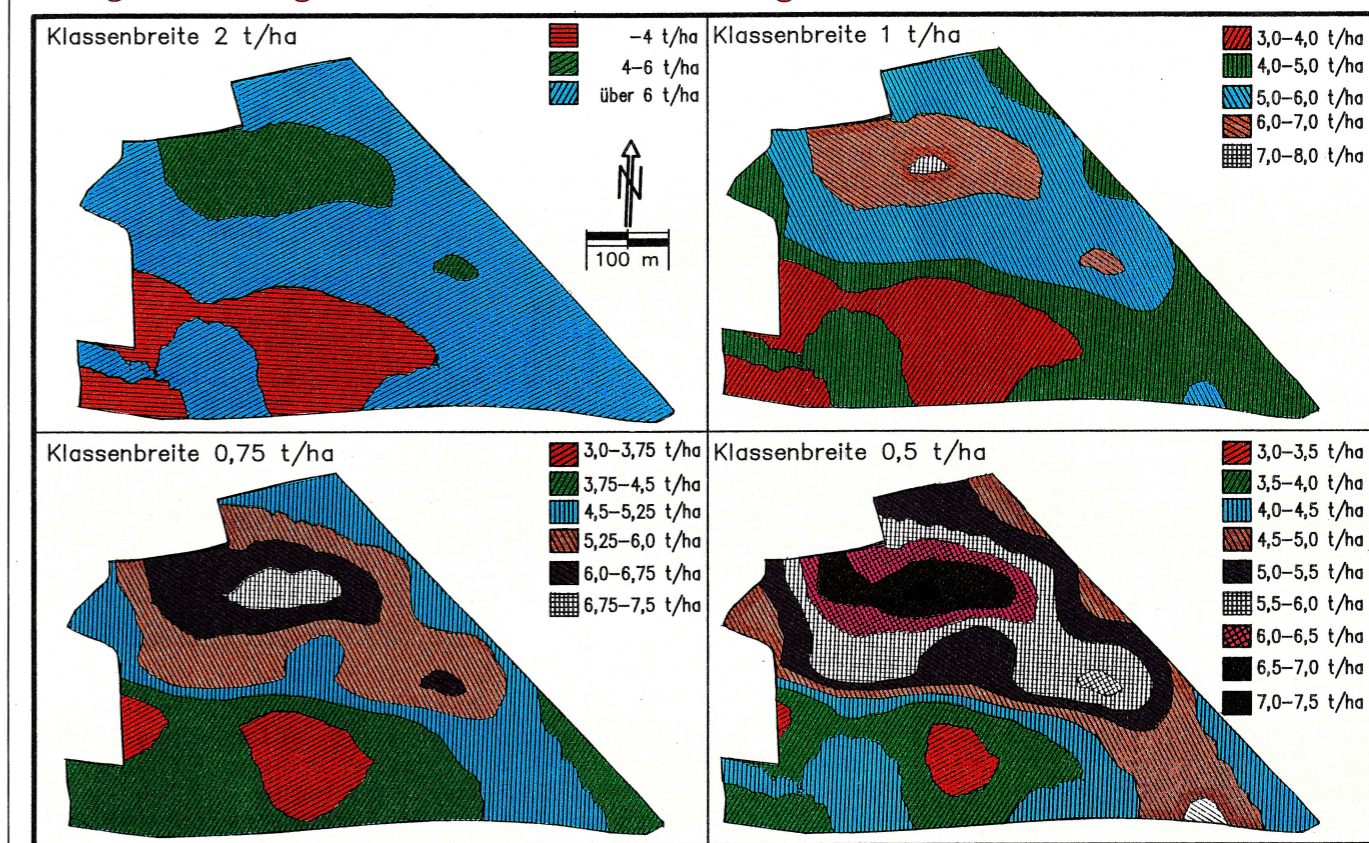 Klassenbreite 2 t/ha
-4 t/ha
4-6 t/ha
über 6 t/ha
N
100 m
Klassenbreite 1 t/ha
3,0-4,0 t/ha
4,0-5,0 t/ha
5,0-6,0 t/ha
6,0-7,0 t/ha
7,0-8,0 t/ha
Klassenbreite 0,75 t/ha
3,0-3,75 t/ha
3,75-4,5 t/ha
4,5-5,25 t/ha
5,25-6,0 t/ha
6,0-6,75 t/ha
6,75-7,5 t/ha
Klassenbreite 0,5 t/ha
3,0-3,5 t/ha
3,5-4,0 t/ha
4,0-4,5 t/ha
4,5-5,0 t/ha
5,0-5,5 t/ha
5,5-6,0 t/ha
6,0-6,5 t/ha
6,5-7,0 t/ha
7,0-7,5 t/ha